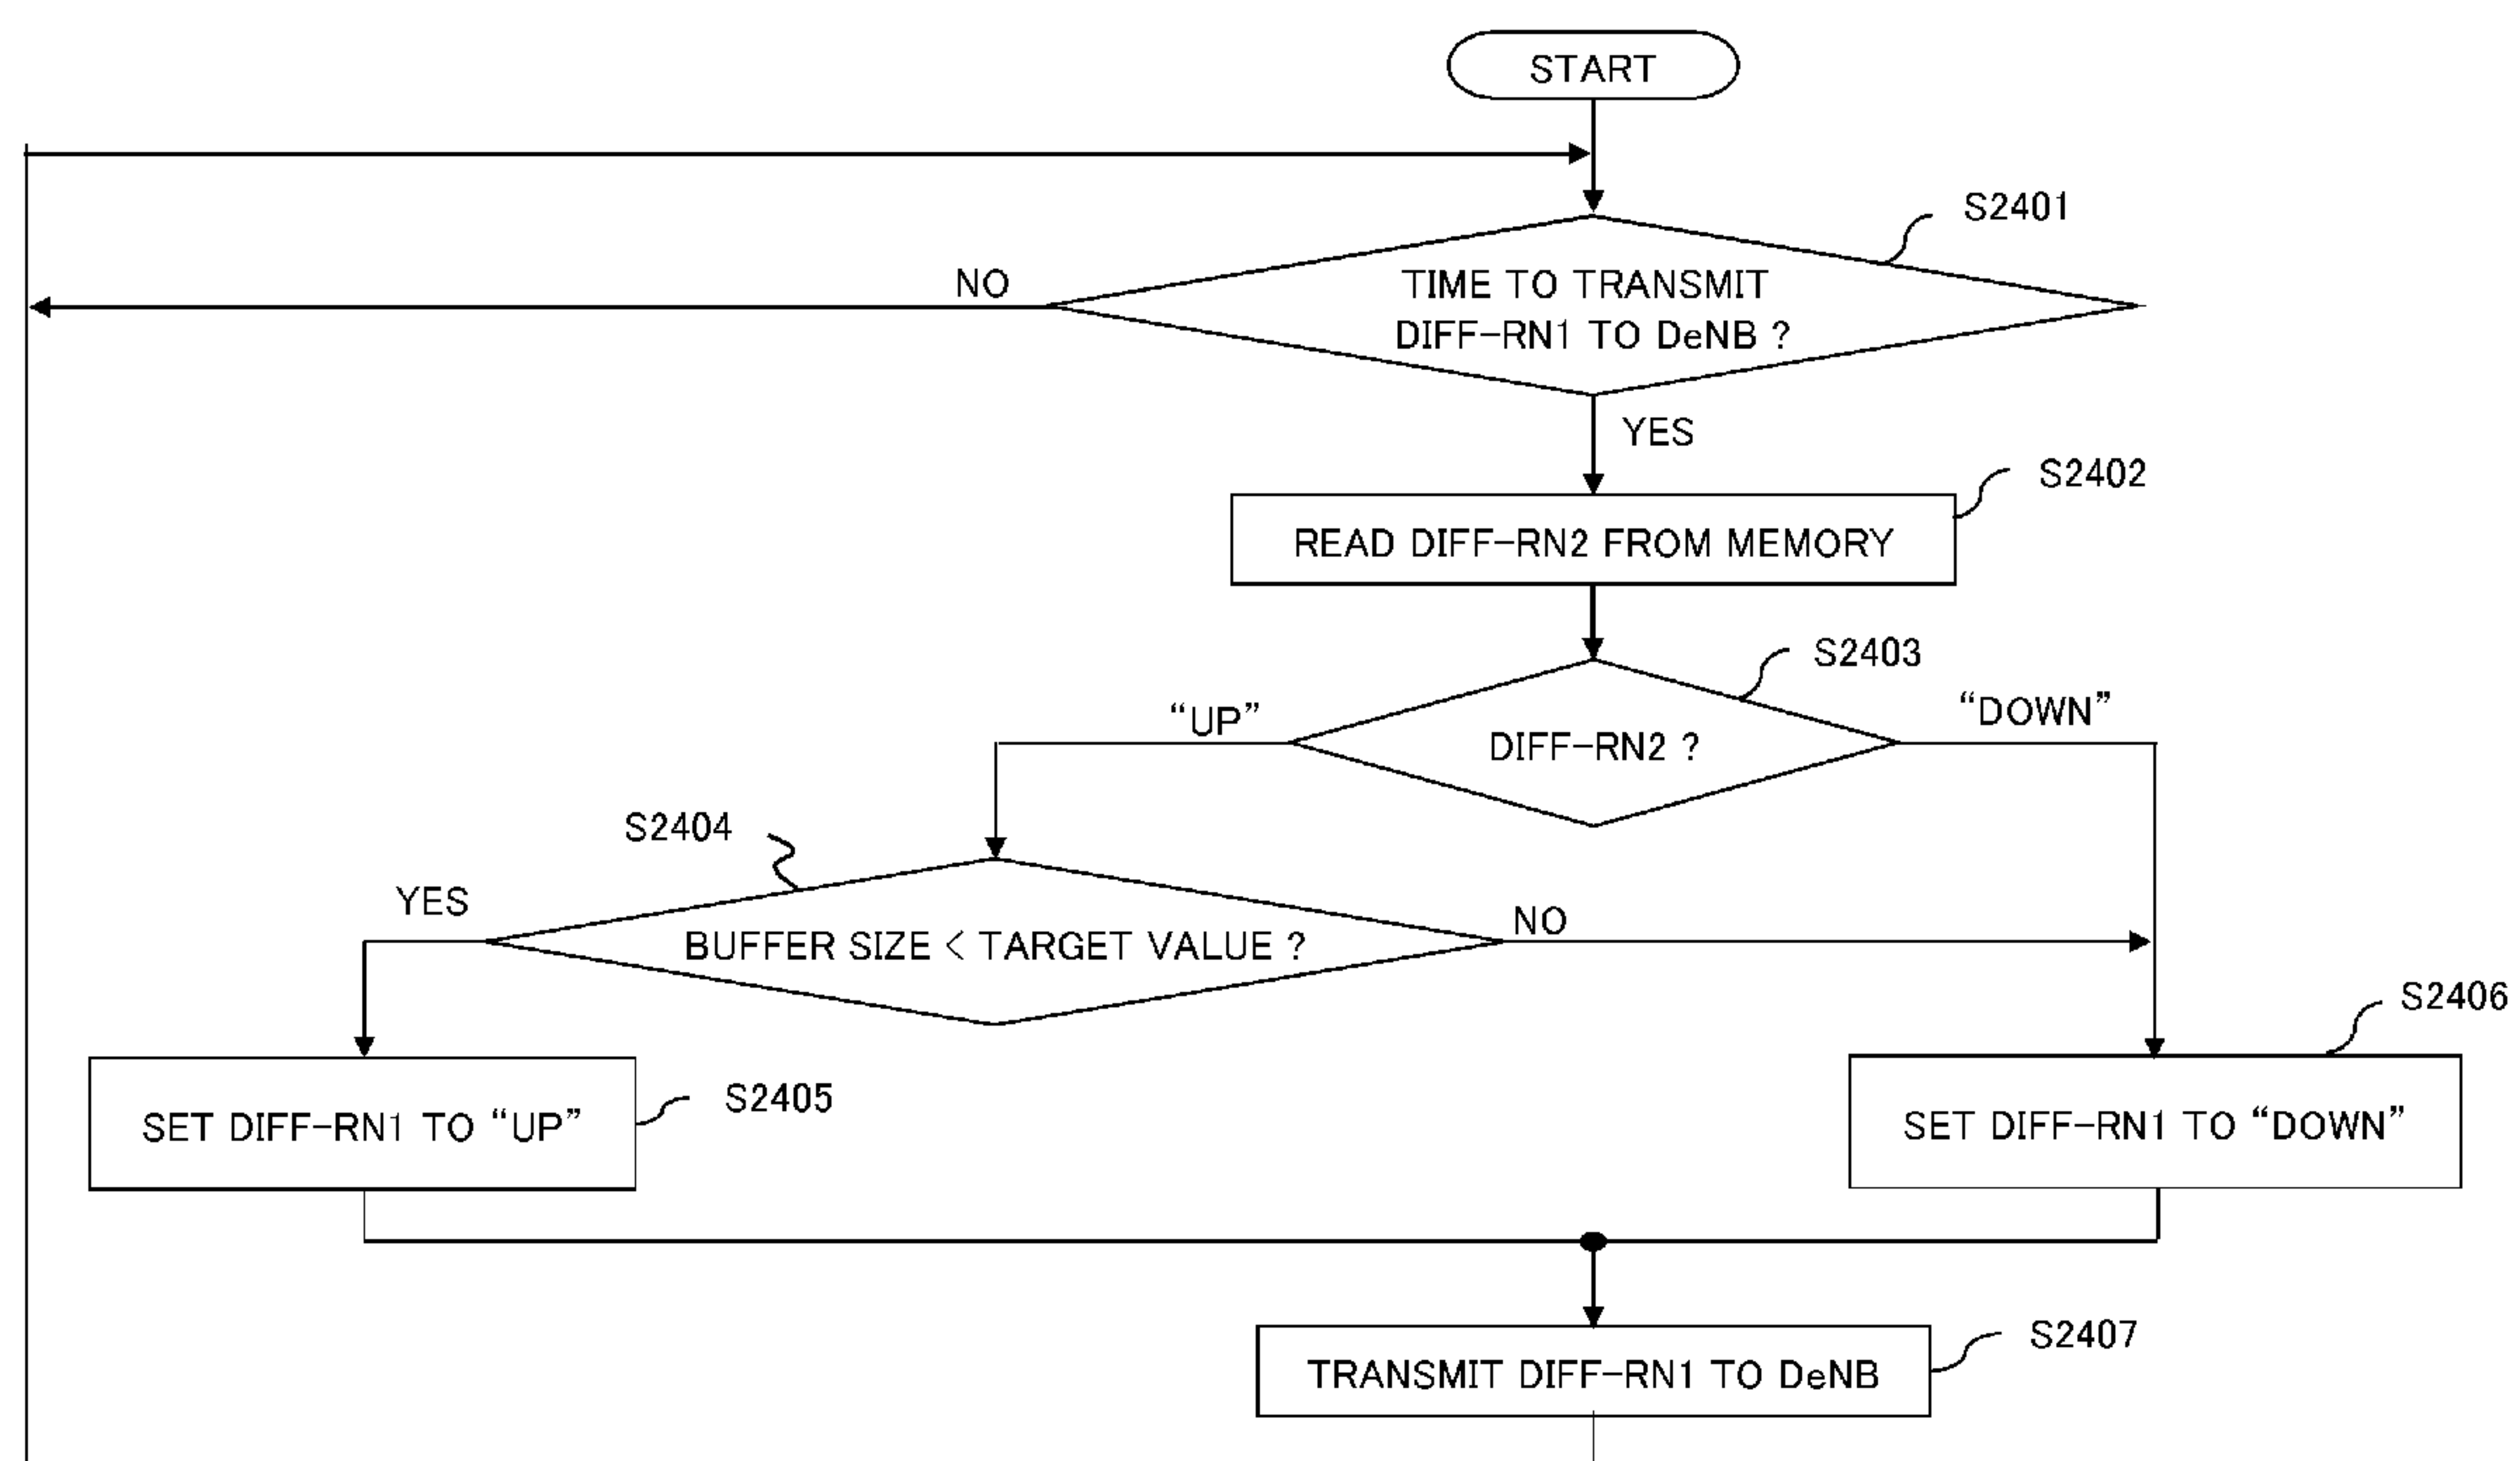 START
S2401
NO
TIME TO TRANSMIT
DIFF-RN1 TO DeNB ?
YES
S2402
READ DIFF-RN2 FROM MEMORY
S2403
“UP”
“DOWN”
DIFF-RN2 ?
S2404
YES
NO
BUFFER SIZE < TARGET VALUE ?
S2406
S2405
SET DIFF-RN1 TO “UP”
SET DIFF-RN1 TO “DOWN”
S2407
TRANSMIT DIFF-RN1 TO DeNB